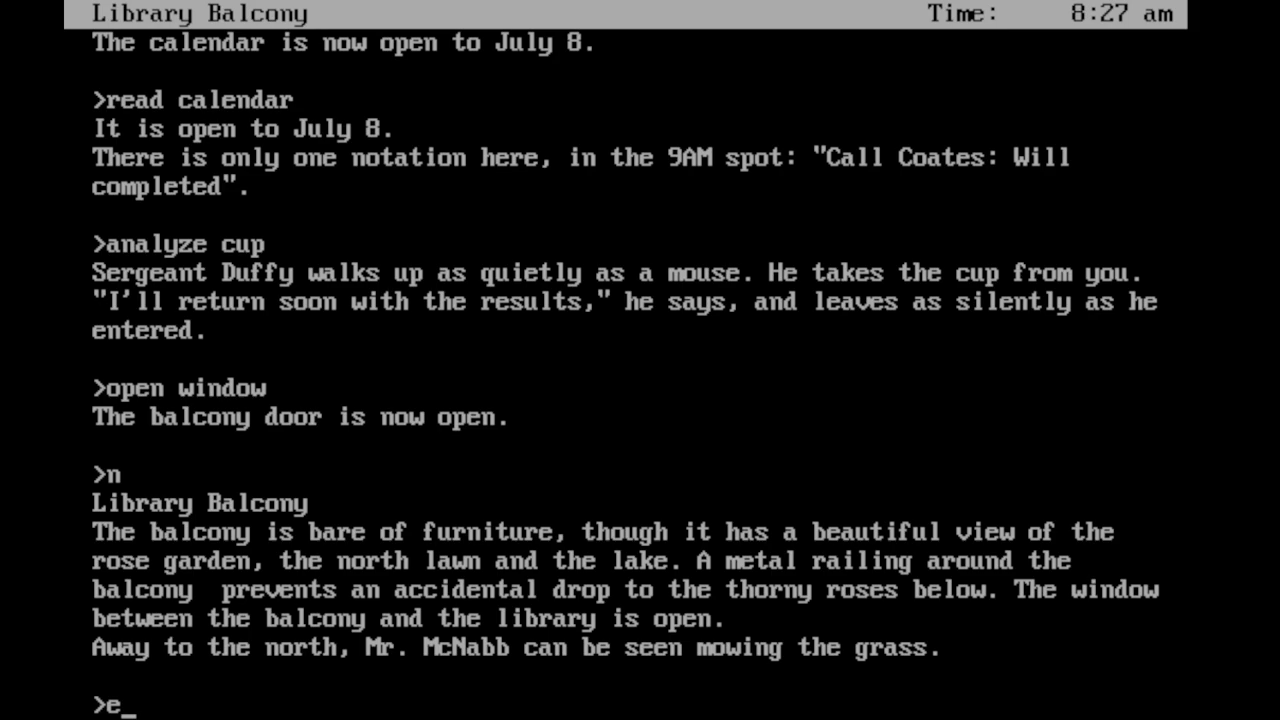 Library Balcony Time: 8:27 am
The calendar is now open to July 8.
>read calendar
It is open to July 8.
There is only one notation here, in the 9AM spot: "Call Coates: Will
completed".
>analyze cup
Sergeant Duffy walks up as quietly as a mouse. He takes the cup from you.
"I'll return soon with the results," he says, and leaves as silently as he
entered.
>open window
The balcony door is now open.
>n
Library Balcony
The balcony is bare of furniture, though it has a beautiful view of the
rose garden, the north lawn and the lake. A metal railing around the
balcony  prevents an accidental drop to the thorny roses below. The window
between the balcony and the library is open.
Away to the north, Mr. McNabb can be seen mowing the grass.
>e_